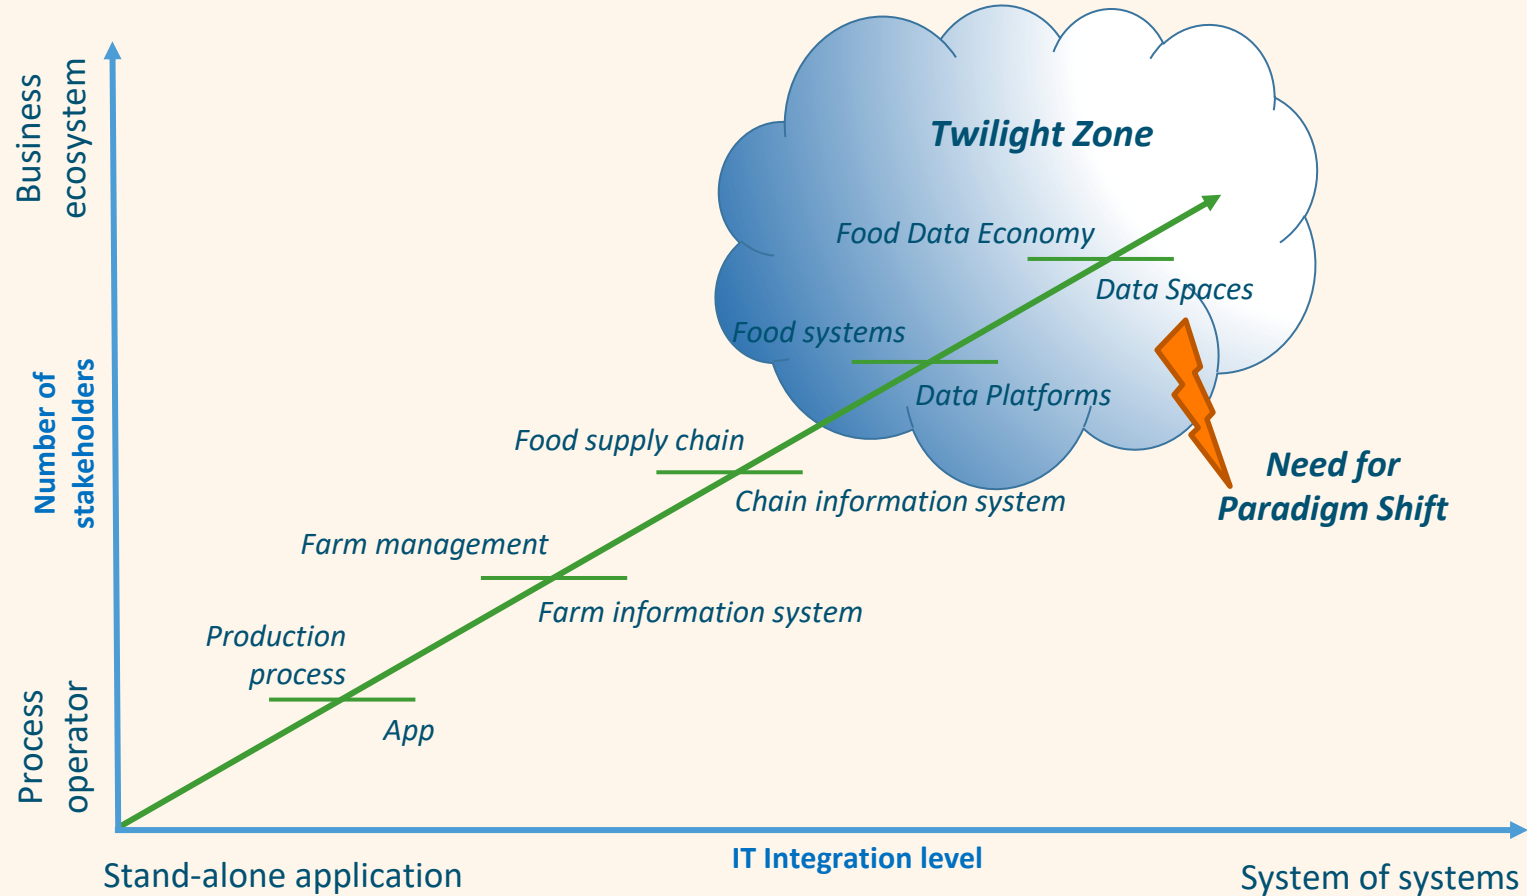 Business
ecosystem
Number of
stakeholders
Process
operator
Twilight Zone
Food Data Economy
Data Spaces
Food systems
Data Platforms
Need for
Paradigm Shift
Food supply chain
Chain information system
Farm management
Farm information system
Production
process
App
IT Integration level
Stand-alone application
System of systems